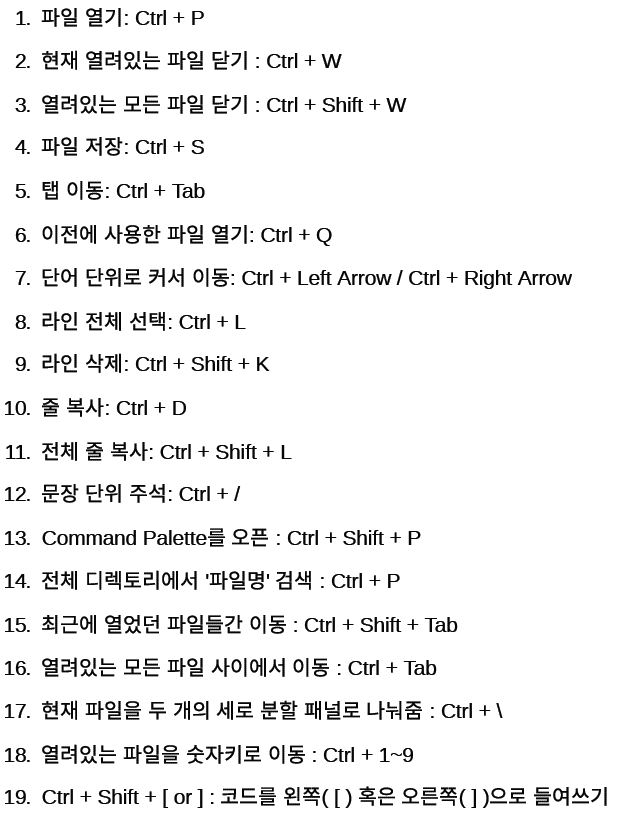 1. 파일 열기: Ctrl + P
2. 현재 열려있는 파일 닫기 : Ctrl + W
3. 열려있는 모든 파일 닫기 : Ctrl + Shift + W
4. 파일 저장: Ctrl + S
5. 탭 이동: Ctrl + Tab
6. 이전에 사용한 파일 열기: Ctrl + Q
7. 단어 단위로 커서 이동: Ctrl + Left Arrow / Ctrl + Right Arrow
8. 라인 전체 선택: Ctrl + L
9. 라인 삭제: Ctrl + Shift + K
10. 줄 복사: Ctrl + D
11. 전체 줄 복사: Ctrl + Shift + L
12. 문장 단위 주석: Ctrl + /
13. Command Palette를 오픈 : Ctrl + Shift + P
14. 전체 디렉토리에서 '파일명' 검색 : Ctrl + P
15. 최근에 열었던 파일들간 이동 : Ctrl + Shift + Tab
16. 열려있는 모든 파일 사이에서 이동 : Ctrl + Tab
17. 현재 파일을 두 개의 세로 분할 패널로 나눠줌 : Ctrl + \
18. 열려있는 파일을 숫자키로 이동 : Ctrl + 1~9
19. Ctrl + Shift + [ or ] : 코드를 왼쪽( [ ) 혹은 오른쪽( ] )으로 들여쓰기